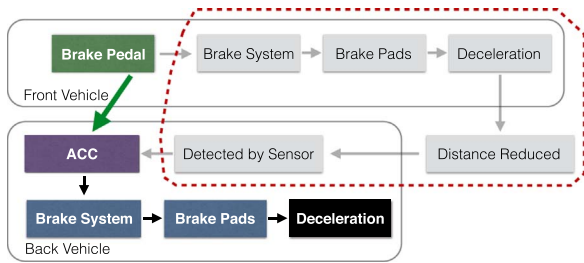 Brake Pedal
Brake System
Brake Pads
Deceleration
Front Vehicle
ACC
Detected by Sensor
Distance Reduced
Brake System
Brake Pads
Deceleration
Back Vehicle